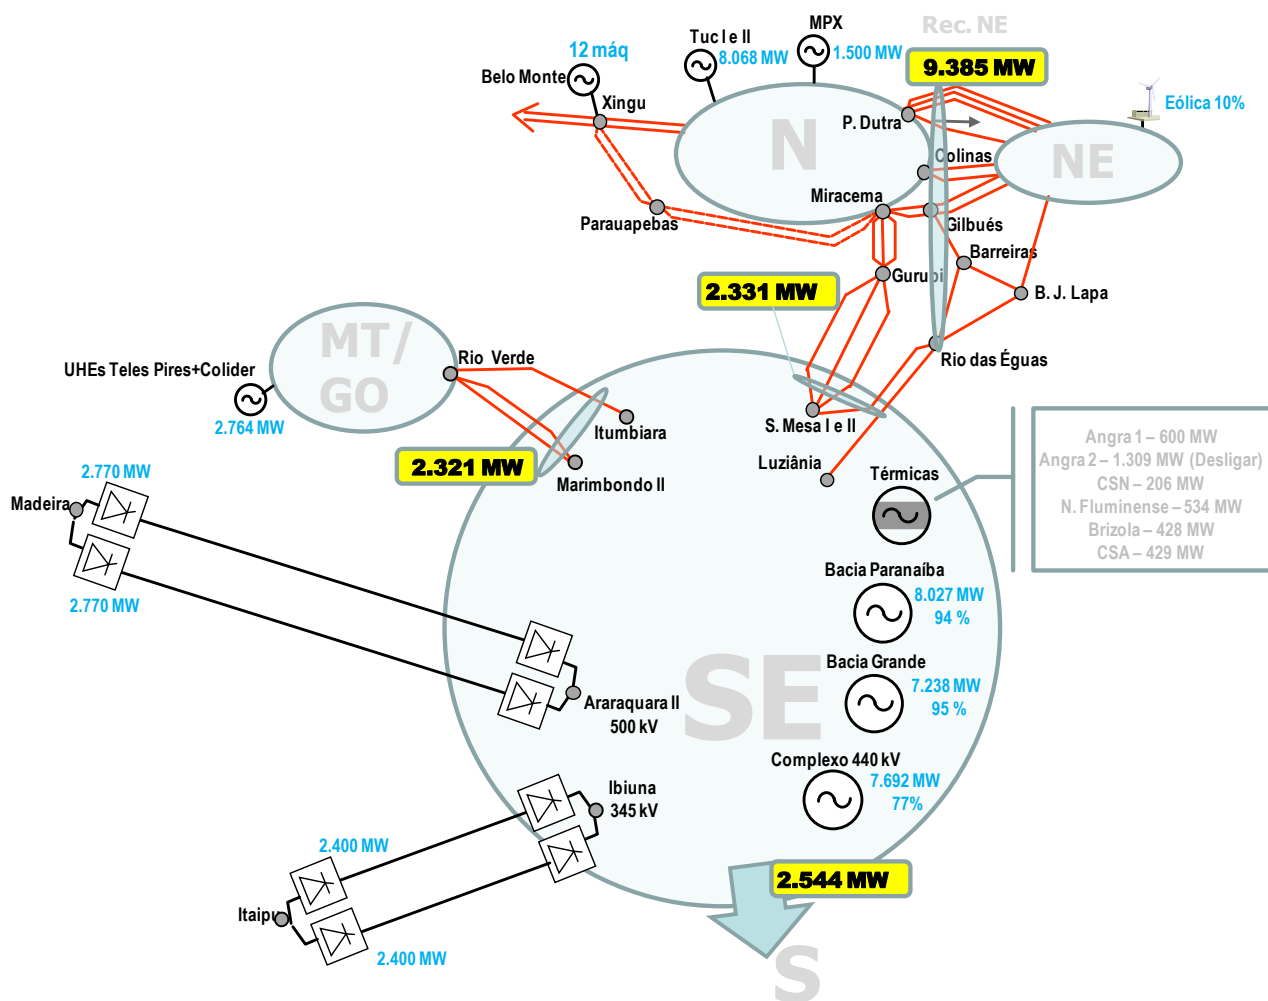 Rec. NE
MPX
Tuc I e II
1.500 MW
8.068 MW
12 máq
Belo Monte
Xingu
9.385 MW
Eólica 10%
P. Dutra
N
NE
Colinas
Miracema
Parauapebas
Gilbués
Barreiras
Gurupi
2.331 MW
B. J. Lapa
Rio das Éguas
MT/
GO
Rio Verde
UHEs Teles Pires+Colider
2.764 MW
Itumbiara
S. Mesa I e II
2.321 MW
Marimbondo II
Luziânia
Térmicas
Angra 1 – 600 MW
Angra 2 – 1.309 MW (Desligar)
CSN – 206 MW
N. Fluminense – 534 MW
Brizola – 428 MW
CSA – 429 MW
2.770 MW
Madeira
2.770 MW
Bacia Paranaíba
8.027 MW
94 %
Bacia Grande
7.238 MW
95 %
SE
Araraquara II
500 kV
Complexo 440 kV
7.692 MW
77%
Ibiuna
345 kV
2.400 MW
Itaipu
2.400 MW
2.544 MW
S